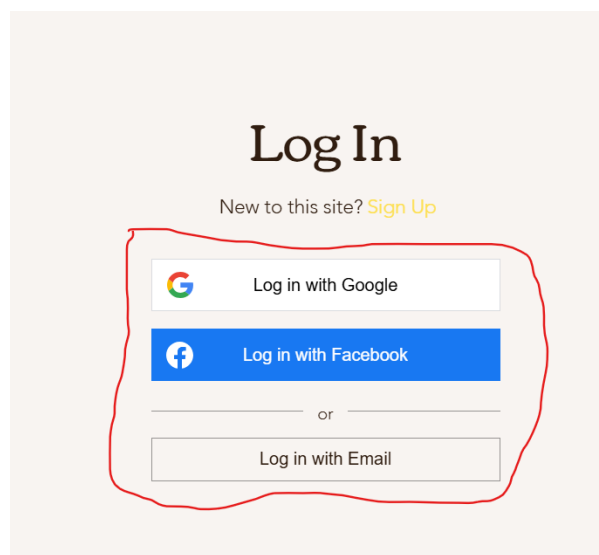 Log In
New to this site? Sign Up
Log in with Google
Log in with Facebook
or
Log in with Email